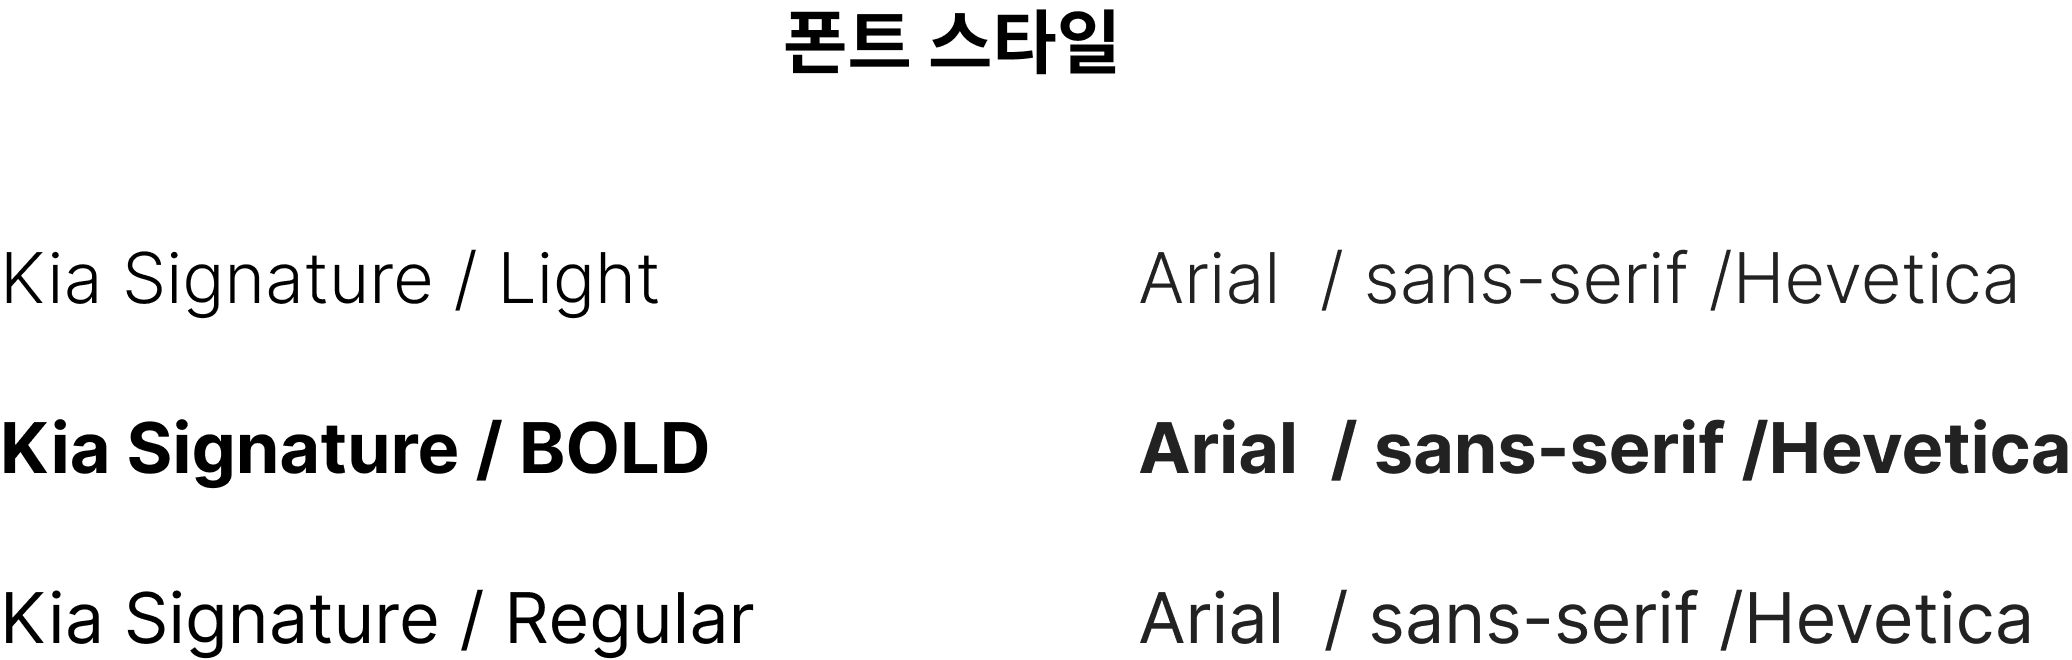 폰트 스타일
Kia Signature / Light
Arial / sans-serif /Hevetica
Kia Signature / BOLD
Arial / sans-serif /Hevetica
Kia Signature / Regular
Arial / sans-serif /Hevetica